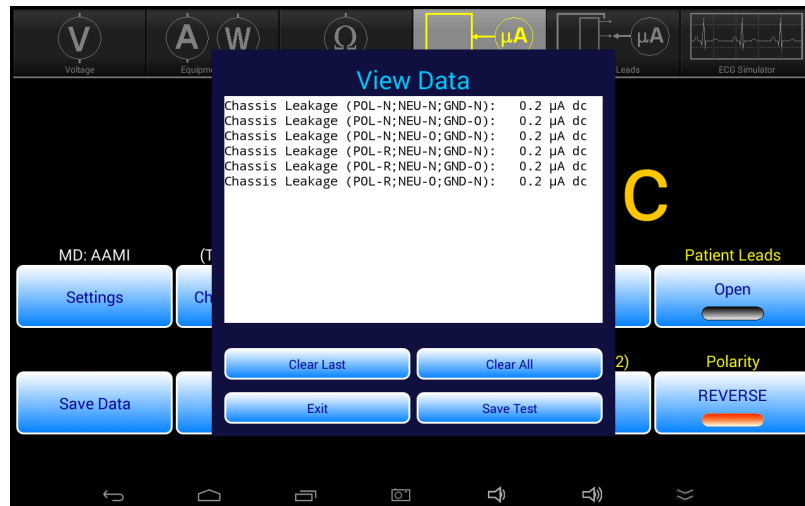 V
A
W
Ω
µA
µA
Voltage
Equipm
Leads
ECG Simulator
View Data
Chassis Leakage (POL-N;NEU-N;GND-N): 0.2 µA dc
Chassis Leakage (POL-N;NEU-N;GND-O): 0.2 µA dc
Chassis Leakage (POL-N;NEU-O;GND-N): 0.2 µA dc
Chassis Leakage (POL-R;NEU-N;GND-N): 0.2 µA dc
Chassis Leakage (POL-R;NEU-N;GND-O): 0.2 µA dc
Chassis Leakage (POL-R;NEU-O;GND-N): 0.2 µA dc
C
MD: AAMI
(T
Patient Leads
Settings
Ch
Open
Clear Last
Clear All
2)
Polarity
Save Data
Exit
Save Test
REVERSE